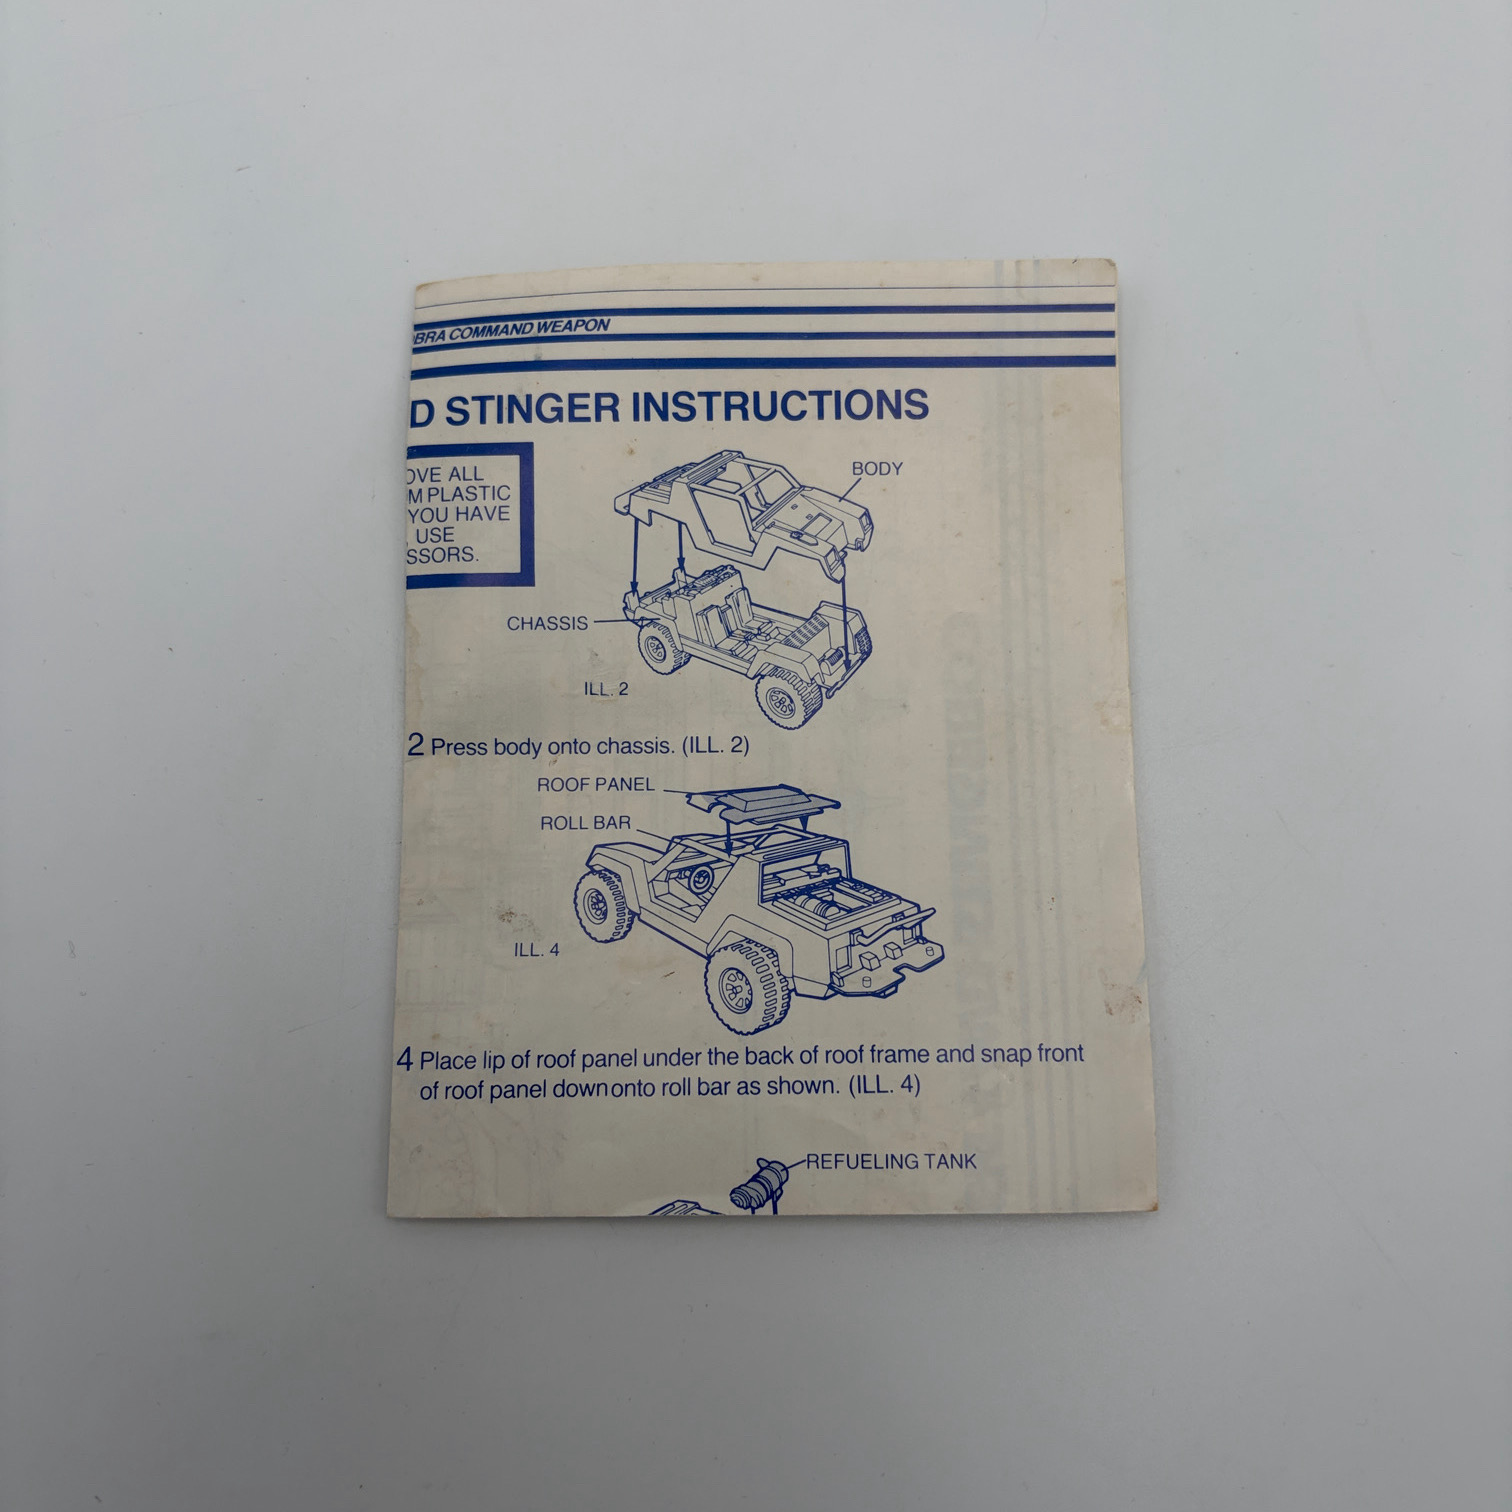 BRA COMMAND WEAPON
D STINGER INSTRUCTIONS
OVE ALL
M PLASTIC
YOU HAVE
, USE
SSORS.
BODY
CHASSIS
ILL. 2
2 Press body onto chassis. (ILL. 2)
ROOF PANEL
ROLL BAR
ILL. 4
4 Place lip of roof panel under the back of roof frame and snap front
of roof panel down onto roll bar as shown. (ILL. 4)
REFUELING TANK